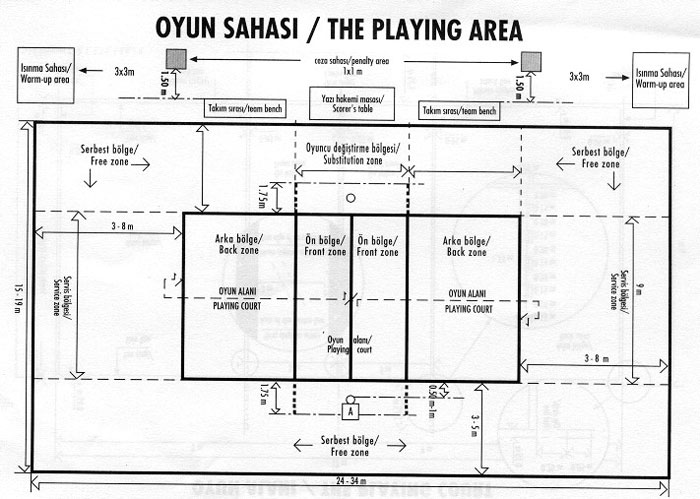 OYUN SAHASI / THE PLAYING AREA
Isınma Sahası/
Warm-up area
3x3m
1.50 m
ceza sahası/penalty area
1x1 m
1.50 m
3x3m
Isınma Sahası/
Warm-up area
Takım sırası/team bench
Yazı hakemi masası/
Scorer's table
Takım sırası/team bench
Serbest bölge/
Free zone
Oyuncu değiştirme bölgesi/
Substitution zone
Serbest bölge/
Free zone
1.75m
3 - 8 m
Arka bölge/
Back zone
Ön bölge/
Front zone
Ön bölge/
Front zone
Arka bölge/
Back zone
15 - 19 m
Servis bölgesi/
Service zone
9 m
Servis bölgesi/
Service zone
OYUN ALANI
PLAYING COURT
OYUN ALANI
PLAYING COURT
Oyun alanı/
Playing court
3 - 8 m
1.75 m
A
0.50 m-1m
3 - 5 m
Serbest bölge/
Free zone
24 - 34 m